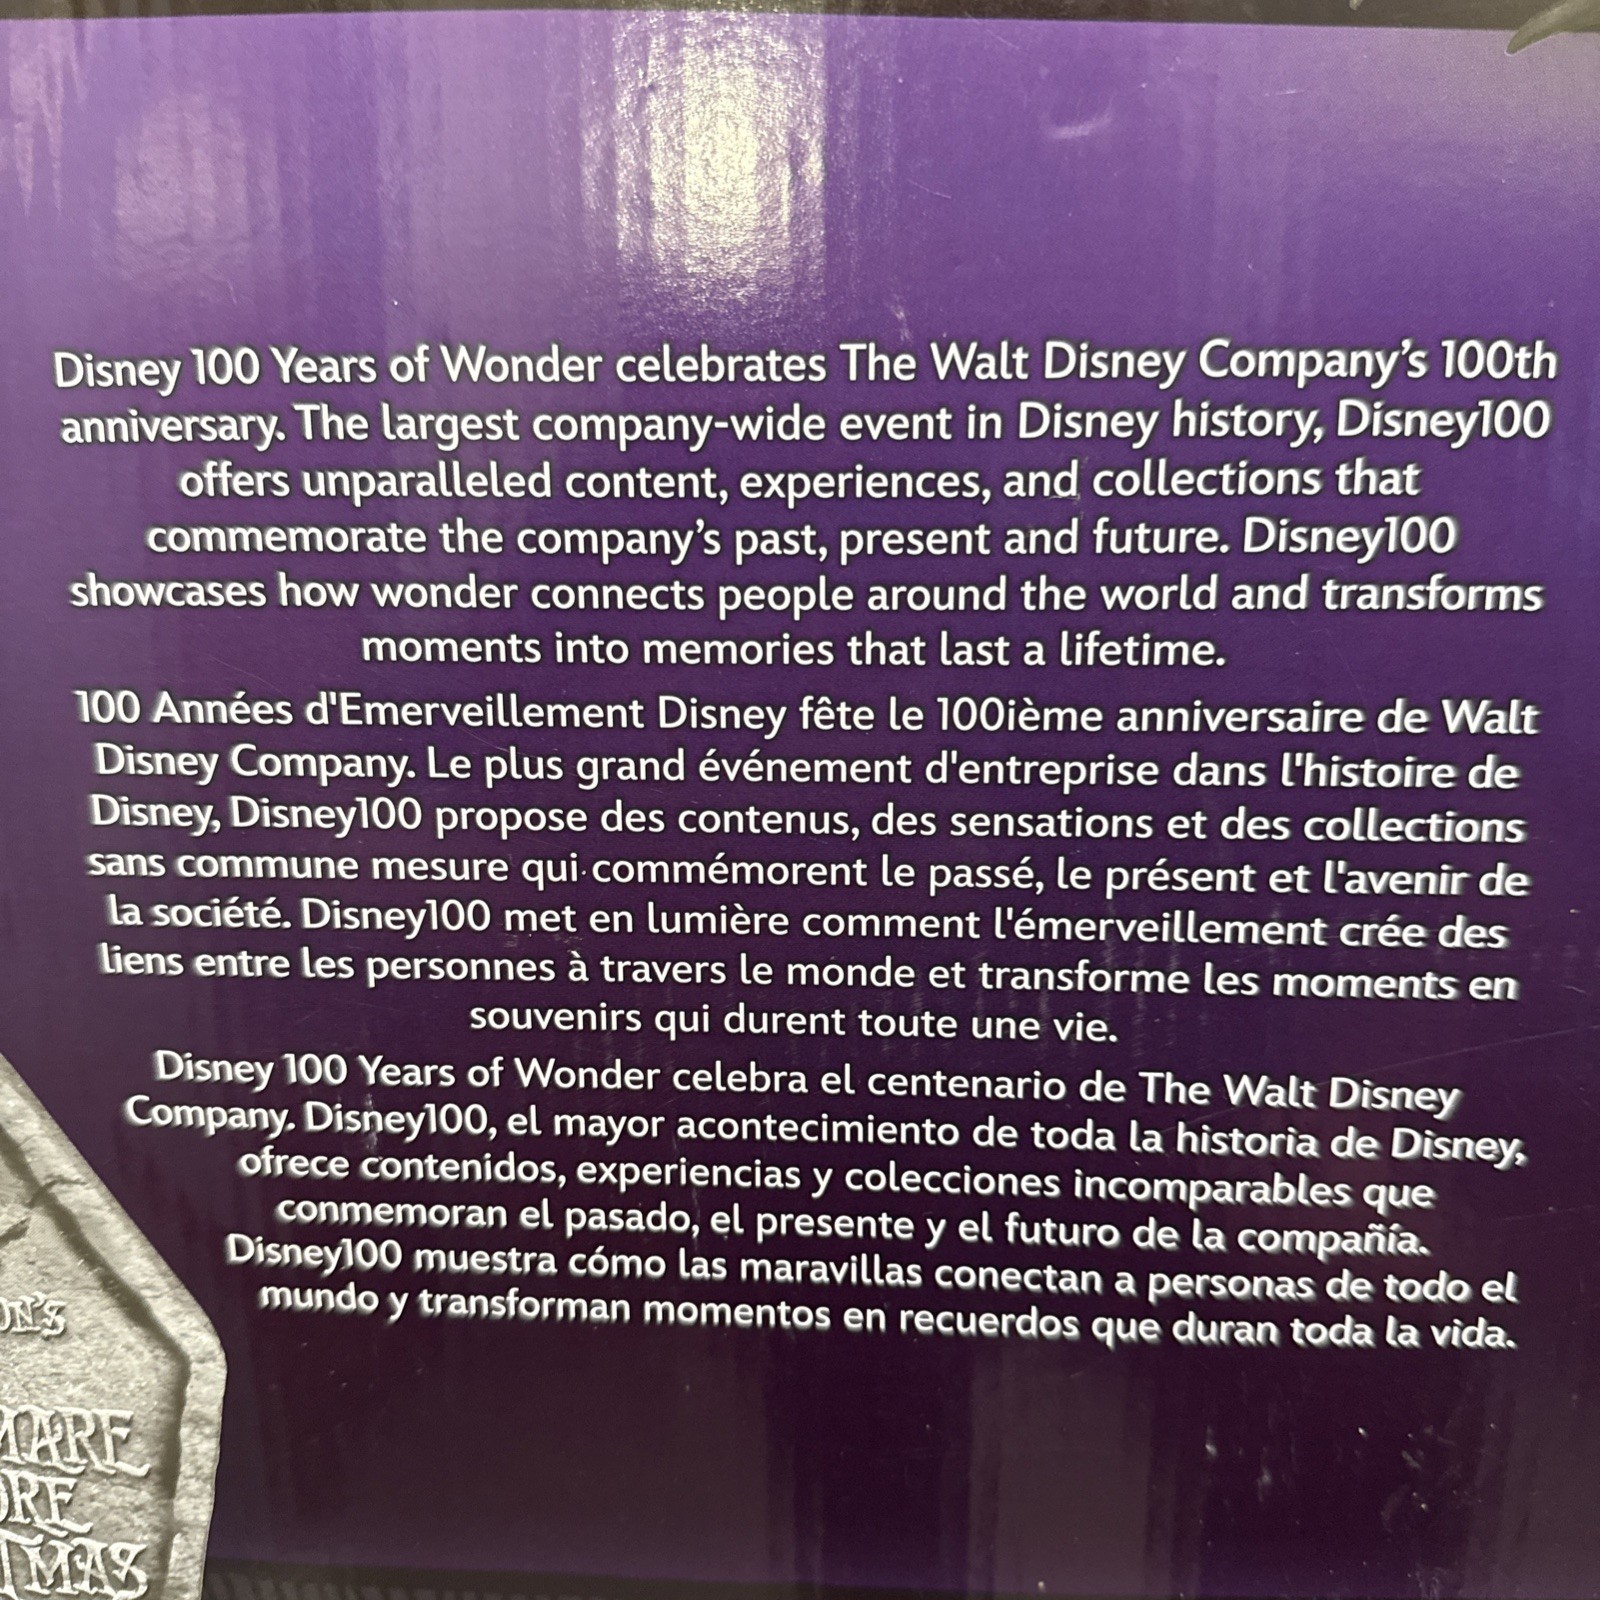 Disney 100 Years of Wonder celebrates The Walt Disney Company's 100th
anniversary. The largest company-wide event in Disney history, Disney100
offers unparalleled content, experiences, and collections that
commemorate the company's past, present and future. Disney100
showcases how wonder connects people around the world and transforms
moments into memories that last a lifetime.
100 Années d'Emerveillement Disney fête le 100ième anniversaire de Walt
Disney Company. Le plus grand événement d'entreprise dans l'histoire de
Disney, Disney100 propose des contenus, des sensations et des collections
sans commune mesure qui commémorent le passé, le présent et l'avenir de
la société. Disney100 met en lumière comment l'émerveillement crée des
liens entre les personnes à travers le monde et transforme les moments en
souvenirs qui durent toute une vie.
Disney 100 Years of Wonder celebra el centenario de The Walt Disney
Company. Disney100, el mayor acontecimiento de toda la historia de Disney,
ofrece contenidos, experiencias y colecciones incomparables que
conmemoran el pasado, el presente y el futuro de la compañía.
Disney100 muestra cómo las maravillas conectan a personas de todo el
mundo y transforman momentos en recuerdos que duran toda la vida.
ON'S
MARE
ORE
TMAS